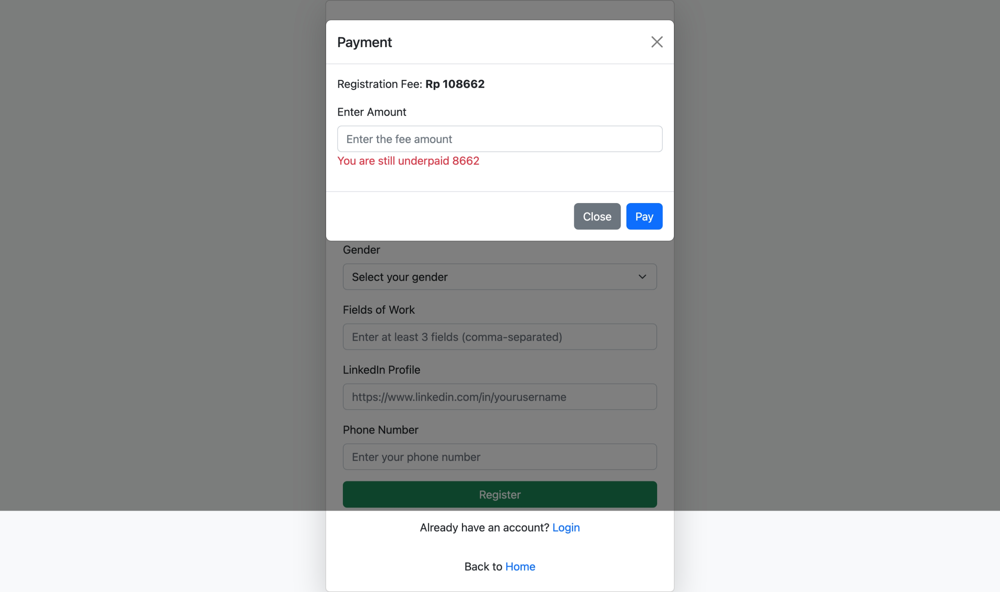 Payment
Registration Fee: Rp 108662
Enter Amount
Enter the fee amount
You are still underpaid 8662
Close Pay
Gender
Select your gender
Fields of Work
Enter at least 3 fields (comma-separated)
LinkedIn Profile
https://www.linkedin.com/in/yourusername
Phone Number
Enter your phone number
Register
Already have an account? Login
Back to Home